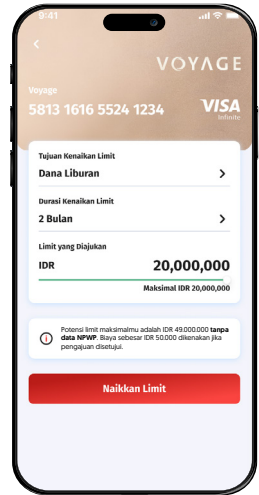 9:41
VOYAGE
Voyage
5813 1616 5524 1234
VISA
Infinite
Tujuan Kenaikan Limit
Dana Liburan
Durasi Kenaikan Limit
2 Bulan
Limit yang Diajukan
IDR 20,000,000
Maksimal IDR 20,000,000
Potensi limit maksimalmu adalah IDR 49.000.000 tanpa
data NPWP. Biaya sebesar IDR 50.000 dikenakan jika
pengajuan disetujui.
Naikkan Limit